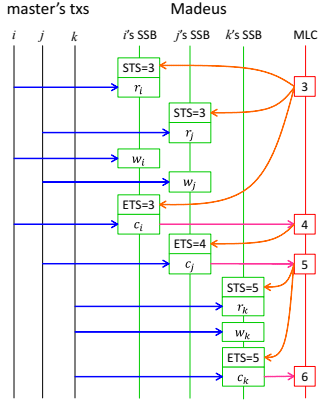 master's txs Madeus
i j k i's SSB j's SSB k's SSB MLC
STS=3 3
r_i
STS=3
r_j
w_i
w_j
ETS=3
c_i 4
ETS=4
c_j 5
STS=5
r_k
w_k
ETS=5
c_k 6